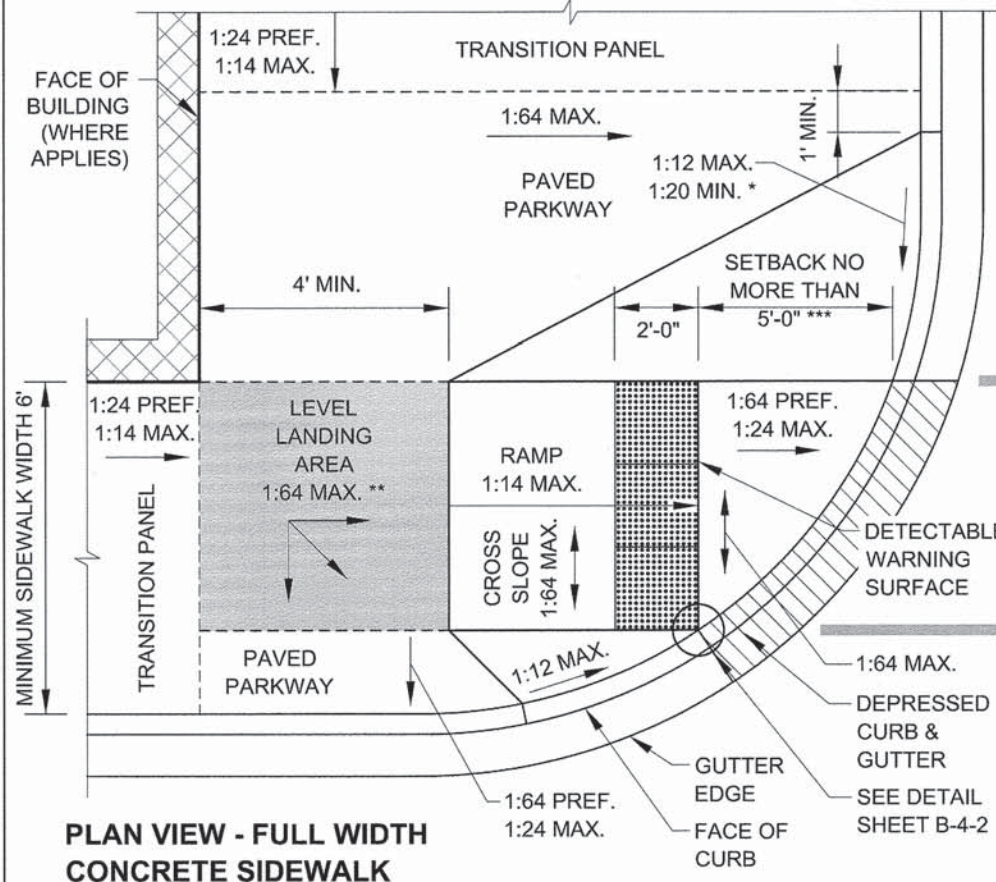 1:24 PREF.
1:14 MAX.
TRANSITION PANEL
FACE OF
BUILDING
(WHERE
APPLIES)
1:64 MAX.
1' MIN.
1:12 MAX.
1:20 MIN. *
PAVED
PARKWAY
4' MIN.
SETBACK NO
MORE THAN
5'-0" ***
2'-0"
MINIMUM SIDEWALK WIDTH 6'
1:24 PREF.
1:14 MAX.
LEVEL
LANDING
AREA
1:64 MAX. **
RAMP
1:14 MAX.
1:64 PREF.
1:24 MAX.
TRANSITION PANEL
CROSS
SLOPE
1:64 MAX.
DETECTABLE
WARNING
SURFACE
PAVED
PARKWAY
1:12 MAX.
1:64 MAX.
DEPRESSED
CURB &
GUTTER
GUTTER
EDGE
SEE DETAIL
SHEET B-4-2
1:64 PREF.
1:24 MAX.
FACE OF
CURB
PLAN VIEW - FULL WIDTH
CONCRETE SIDEWALK